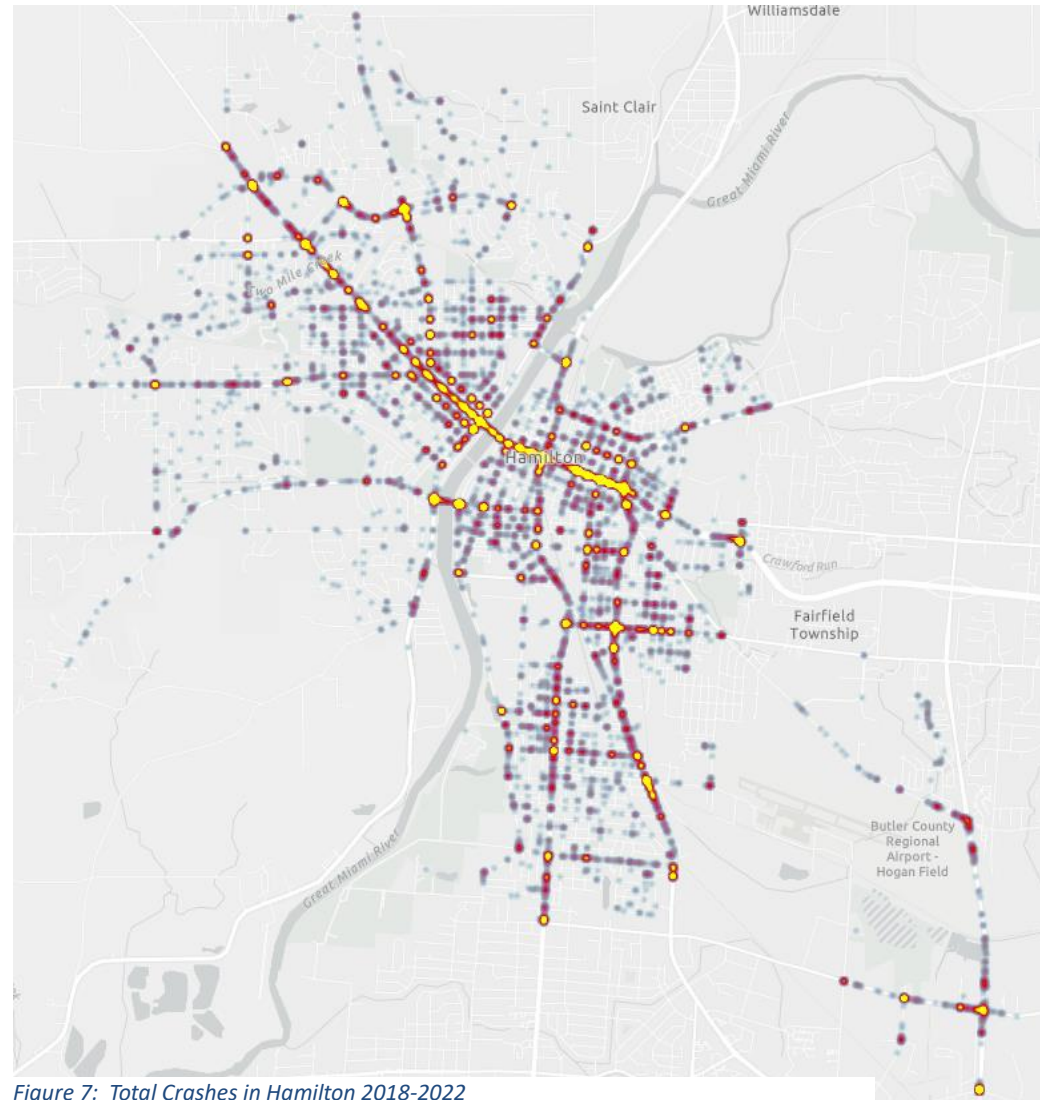 Williamsdale
Saint Clair
Great Miami River
Two Mile Creek
Hamilton
Crawford Run
Fairfield
Township
Butler County
Regional
Airport -
Hogan Field
Great Miami River
Figure 7: Total Crashes in Hamilton 2018-2022